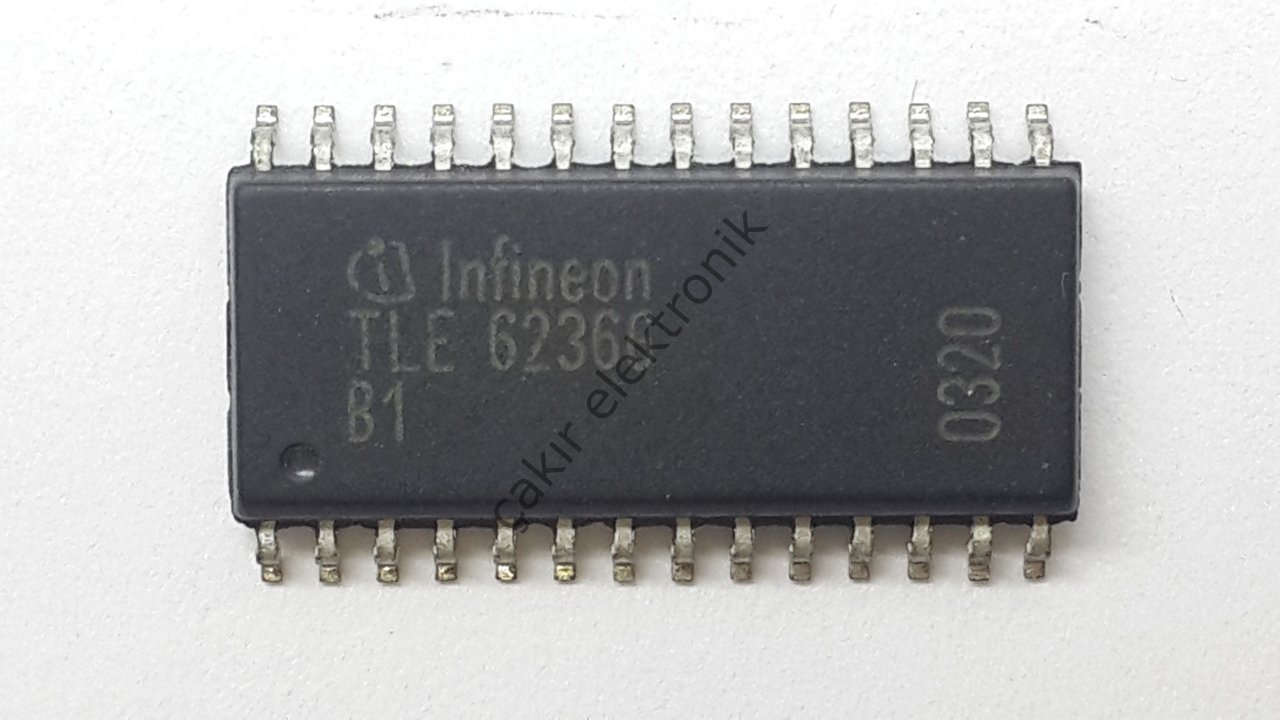 Infineon
TLE 6236G
B1
0320
çakır elektronik